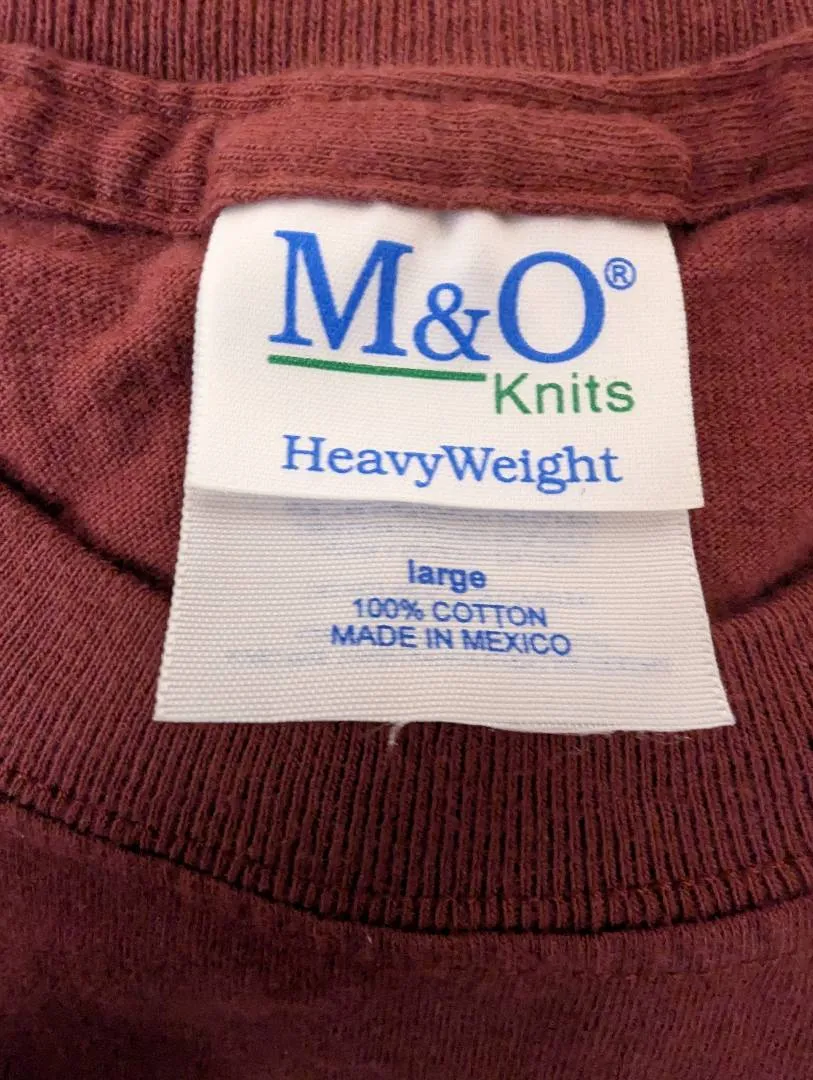 M&O®
Knits
HeavyWeight
large
100% COTTON
MADE IN MEXICO